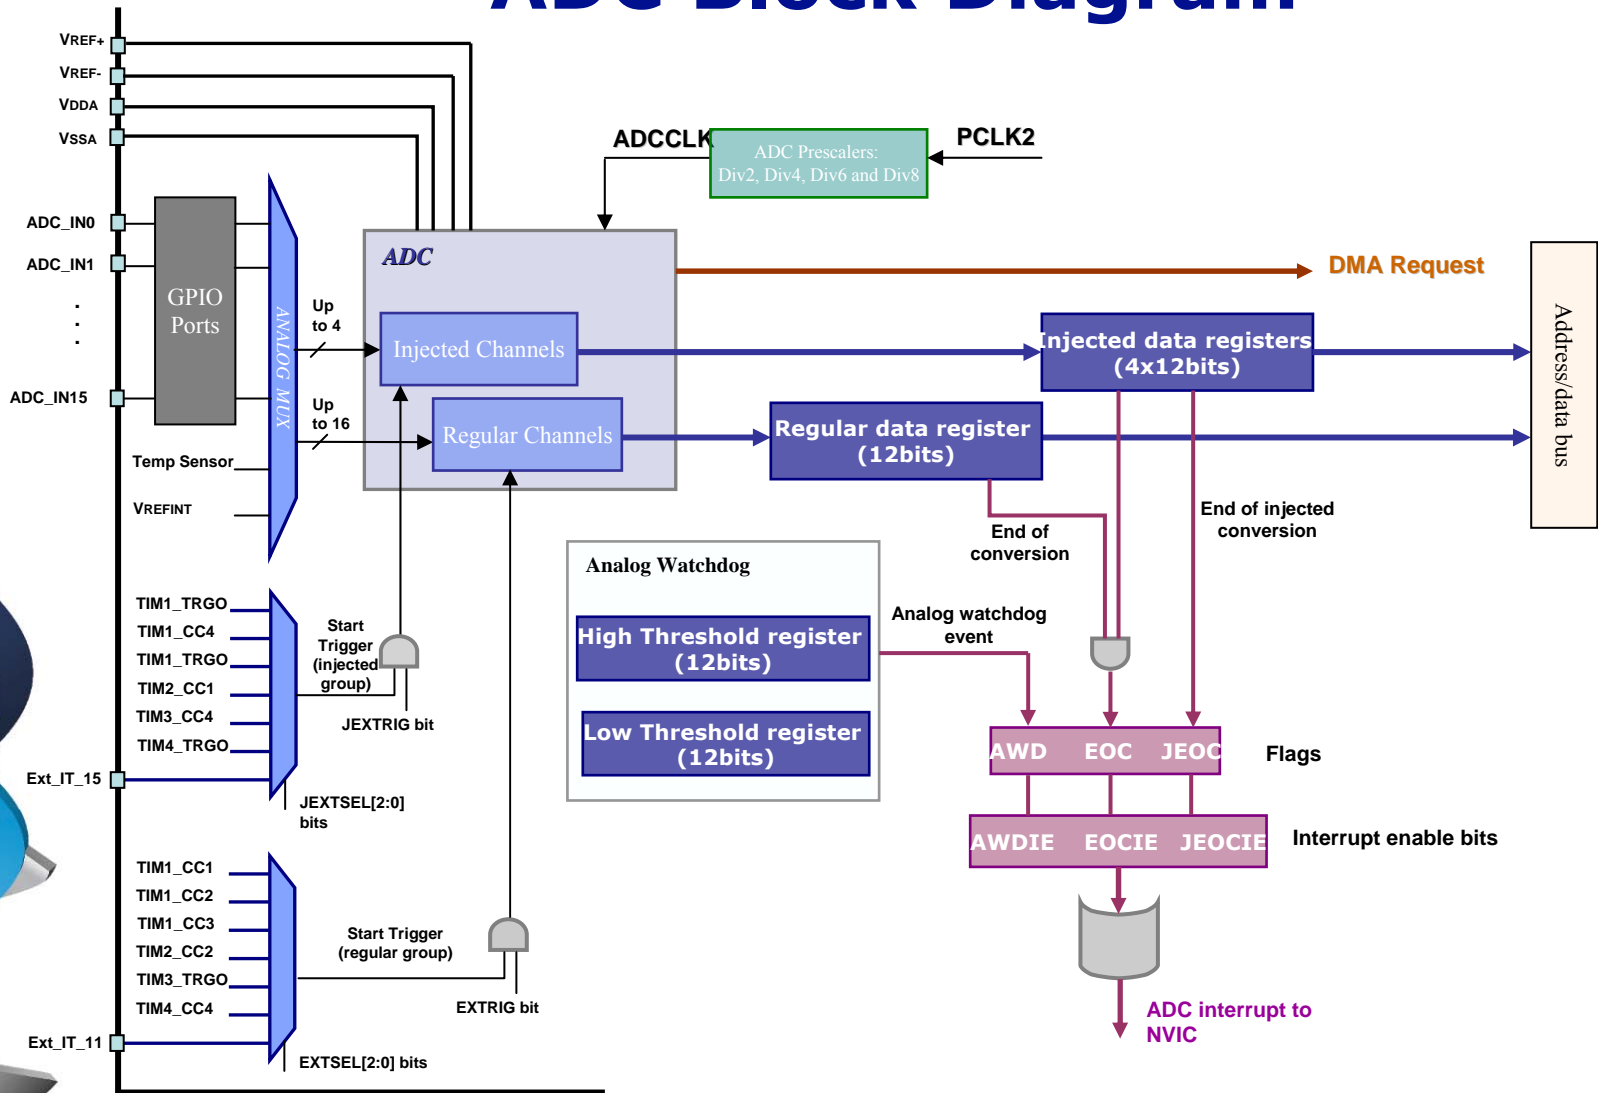 ADC Block Diagram
VREF+
VREF-
VDDA
VSSA
ADCCLK
ADC Prescalers:
Div2, Div4, Div6 and Div8
PCLK2
ADC_IN0
ADC_IN1
.
.
.
ADC_IN15
GPIO
Ports
ANALOG MUX
Temp Sensor
VREFINT
Up
to 4
Up
to 16
ADC
Injected Channels
Regular Channels
DMA Request
Injected data registers
(4x12bits)
Regular data register
(12bits)
Address/data bus
End of
conversion
End of injected
conversion
Analog Watchdog
High Threshold register
(12bits)
Low Threshold register
(12bits)
Analog watchdog
event
AWD EOC JEOC
Flags
AWDIE EOCIE JEOCIE
Interrupt enable bits
ADC interrupt to
NVIC
TIM1_TRGO
TIM1_CC4
TIM1_TRGO
TIM2_CC1
TIM3_CC4
TIM4_TRGO
Ext_IT_15
Start
Trigger
(injected
group)
JEXTRIG bit
JEXTSEL[2:0]
bits
TIM1_CC1
TIM1_CC2
TIM1_CC3
TIM2_CC2
TIM3_TRGO
TIM4_CC4
Ext_IT_11
Start Trigger
(regular group)
EXTRIG bit
EXTSEL[2:0] bits